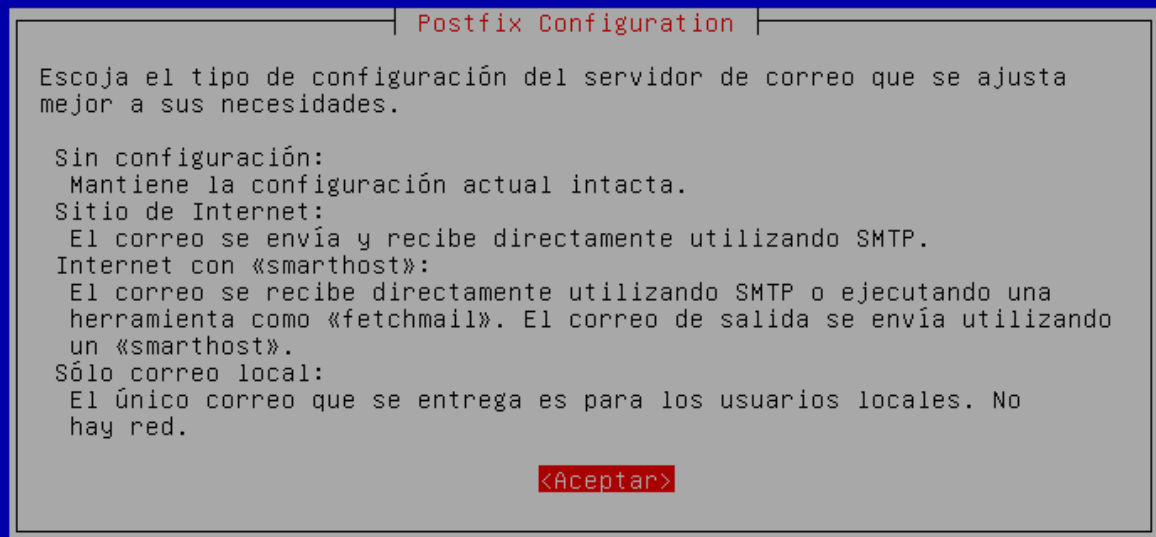 Postfix Configuration
Escoja el tipo de configuración del servidor de correo que se ajusta
mejor a sus necesidades.
Sin configuración:
Mantiene la configuración actual intacta.
Sitio de Internet:
El correo se envía y recibe directamente utilizando SMTP.
Internet con «smarthost»:
El correo se recibe directamente utilizando SMTP o ejecutando una
herramienta como «fetchmail». El correo de salida se envía utilizando
un «smarthost».
Sólo correo local:
El único correo que se entrega es para los usuarios locales. No
hay red.
<Aceptar>